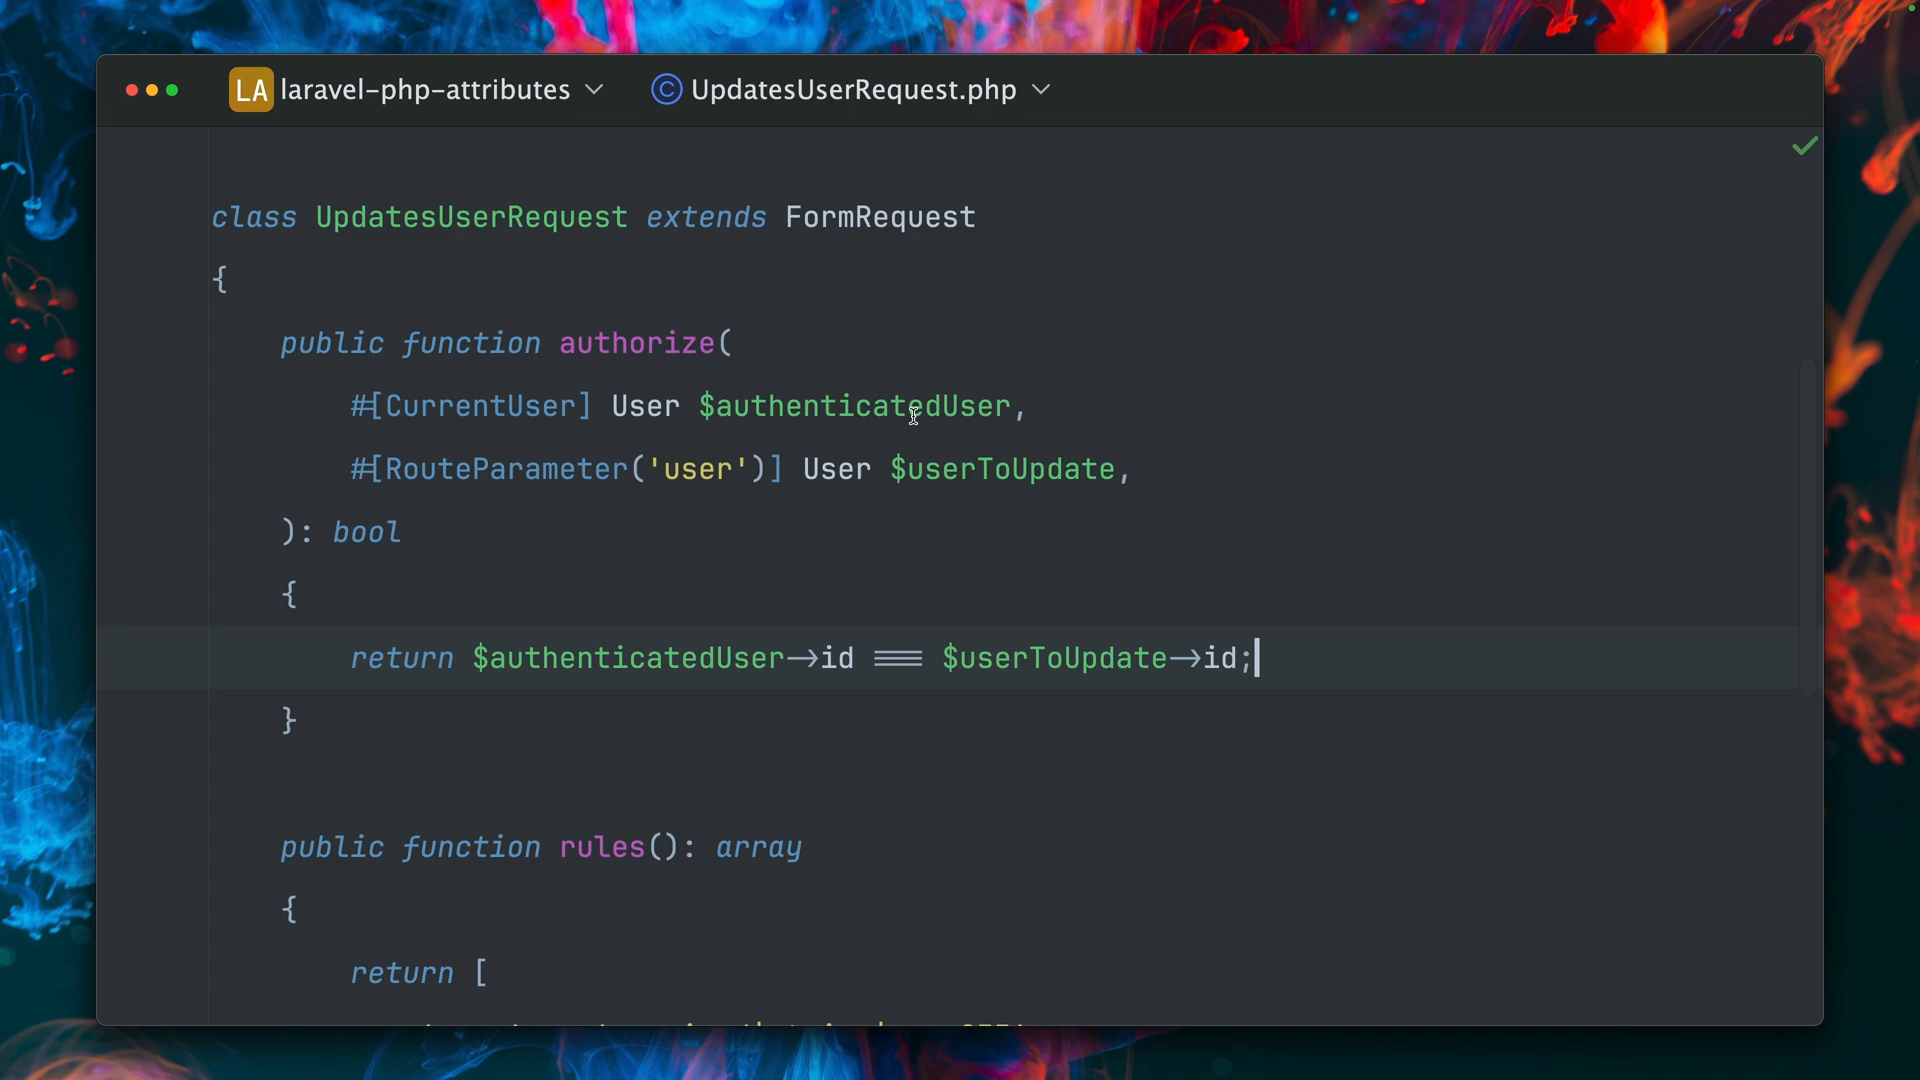 LA laravel-php-attributes UpdatesUserRequest.php
class UpdatesUserRequest extends FormRequest
{
public function authorize(
#[CurrentUser] User $authenticatedUser,
#[RouteParameter('user')] User $userToUpdate,
): bool
{
return $authenticatedUser->id === $userToUpdate->id;
}
public function rules(): array
{
return [